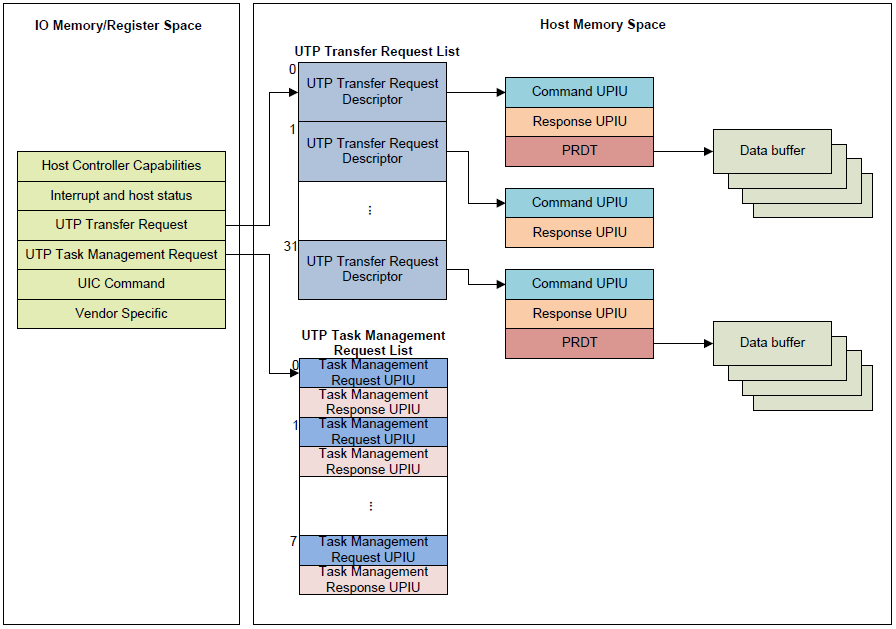 IO Memory/Register Space
Host Controller Capabilities
Interrupt and host status
UTP Transfer Request
UTP Task Management Request
UIC Command
Vendor Specific
Host Memory Space
UTP Transfer Request List
0
UTP Transfer Request
Descriptor
1
UTP Transfer Request
Descriptor
⋮
31
UTP Transfer Request
Descriptor
Command UPIU
Response UPIU
PRDT
Data buffer
Command UPIU
Response UPIU
Command UPIU
Response UPIU
PRDT
Data buffer
UTP Task Management
Request List
0
Task Management
Request UPIU
Task Management
Response UPIU
1
Task Management
Request UPIU
Task Management
Response UPIU
⋮
7
Task Management
Request UPIU
Task Management
Response UPIU